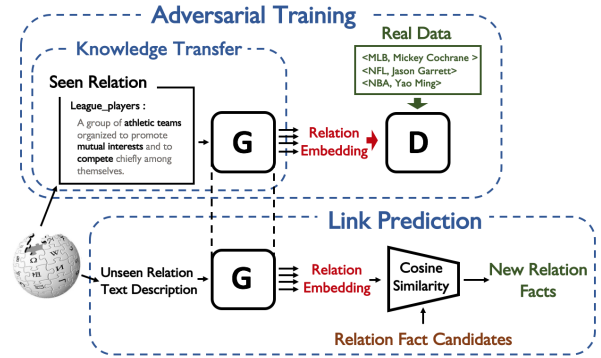 Adversarial Training
Knowledge Transfer
Real Data
<MLB, Mickey Cochrane >
<NFL, Jason Garrett>
<NBA, Yao Ming>
Seen Relation
League_players :
A group of athletic teams
organized to promote
mutual interests and to
compete chiefly among
themselves.
G
Relation
Embedding
D
Link Prediction
Unseen Relation
Text Description
G
Relation
Embedding
Cosine
Similarity
New Relation
Facts
Relation Fact Candidates